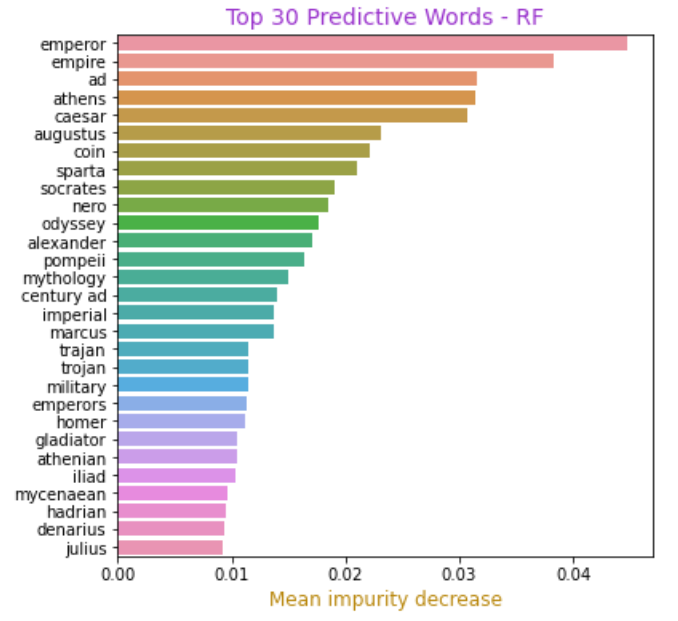 Top 30 Predictive Words - RF
emperor
empire
ad
athens
caesar
augustus
coin
sparta
socrates
nero
odyssey
alexander
pompeii
mythology
century ad
imperial
marcus
trajan
trojan
military
emperors
homer
gladiator
athenian
iliad
mycenaean
hadrian
denarius
julius
0.00 0.01 0.02 0.03 0.04
Mean impurity decrease